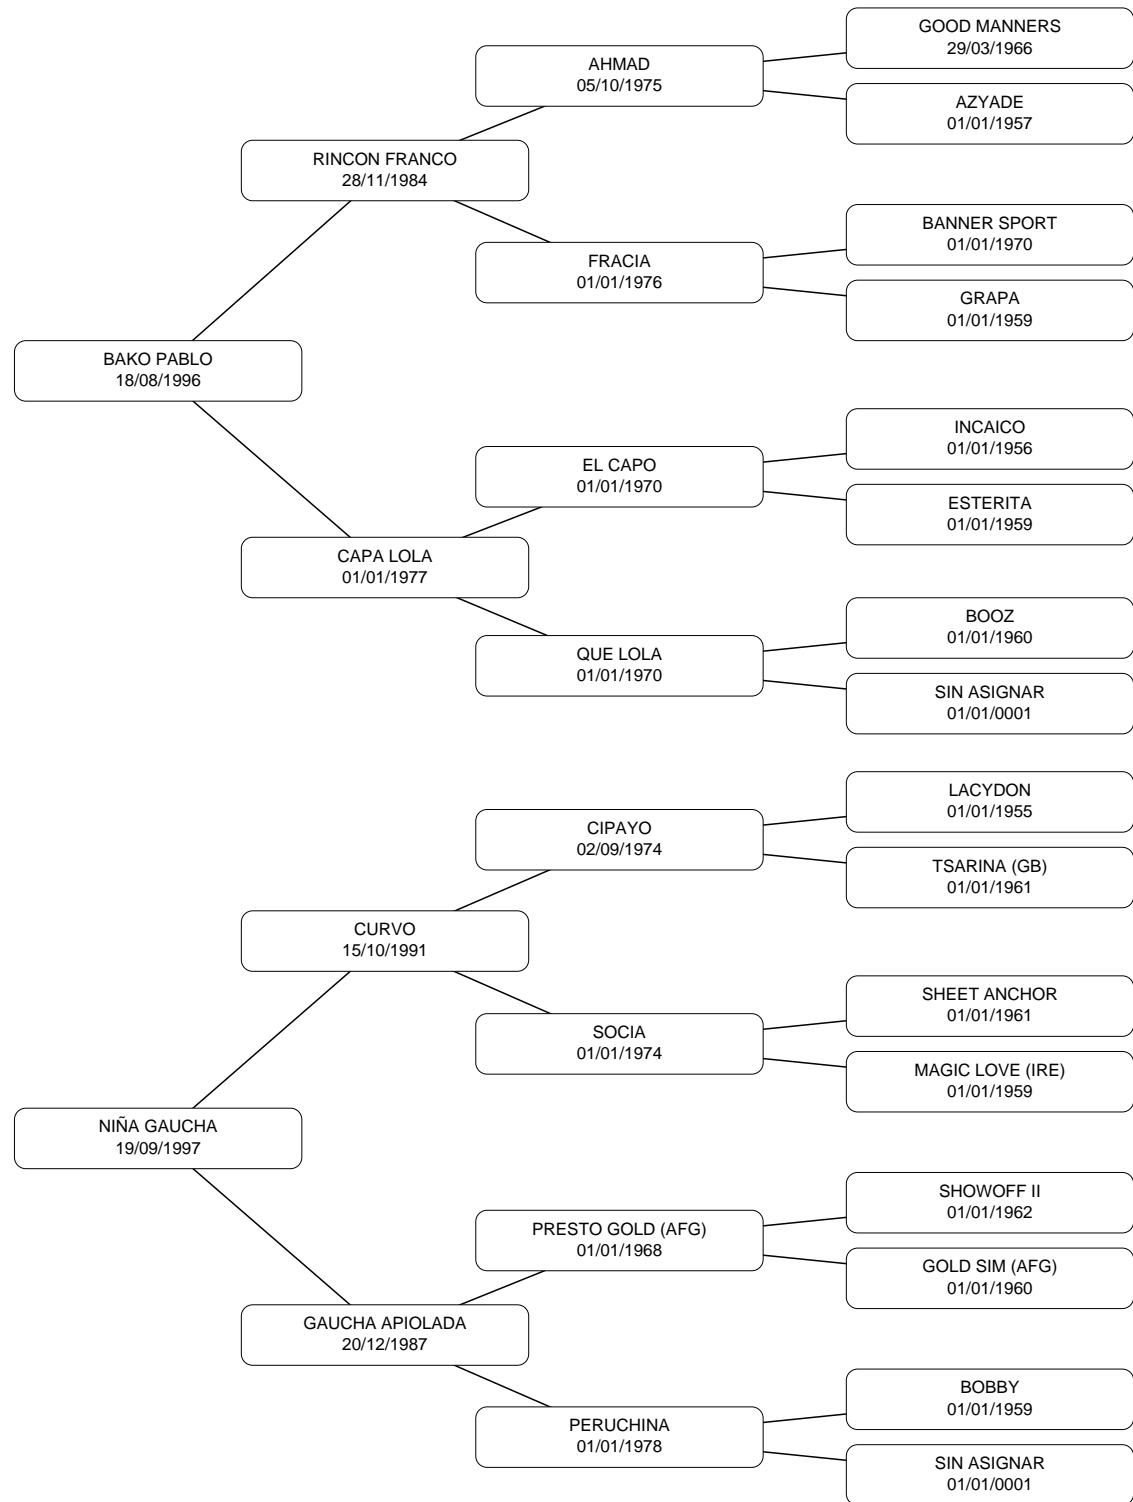 GOOD MANNERS
29/03/1966
AHMAD
05/10/1975
AZYADE
01/01/1957
RINCON FRANCO
28/11/1984
BANNER SPORT
01/01/1970
FRACIA
01/01/1976
GRAPA
01/01/1959
BAKO PABLO
18/08/1996
INCAICO
01/01/1956
EL CAPO
01/01/1970
ESTERITA
01/01/1959
CAPA LOLA
01/01/1977
BOOZ
01/01/1960
QUE LOLA
01/01/1970
SIN ASIGNAR
01/01/0001
LACYDON
01/01/1955
CIPAYO
02/09/1974
TSARINA (GB)
01/01/1961
CURVO
15/10/1991
SHEET ANCHOR
01/01/1961
SOCIA
01/01/1974
MAGIC LOVE (IRE)
01/01/1959
NIÑA GAUCHA
19/09/1997
SHOWOFF II
01/01/1962
PRESTO GOLD (AFG)
01/01/1968
GOLD SIM (AFG)
01/01/1960
GAUCHA APIOLADA
20/12/1987
BOBBY
01/01/1959
PERUCHINA
01/01/1978
SIN ASIGNAR
01/01/0001